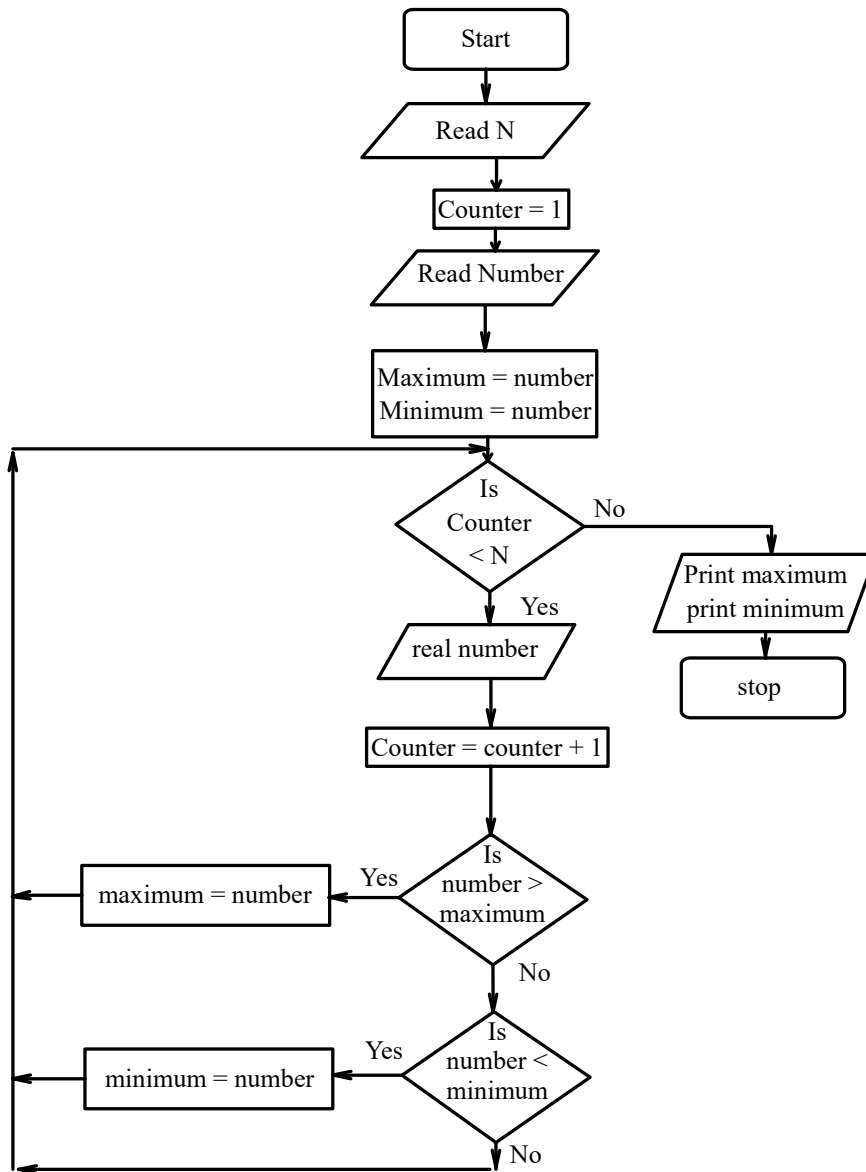 Start
Read N
Counter = 1
Read Number
Maximum = number
Minimum = number
Is
Counter
< N
No
Print maximum
print minimum
stop
Yes
real number
Counter = counter + 1
Is
number >
maximum
Yes
maximum = number
No
Is
number <
minimum
Yes
minimum = number
No